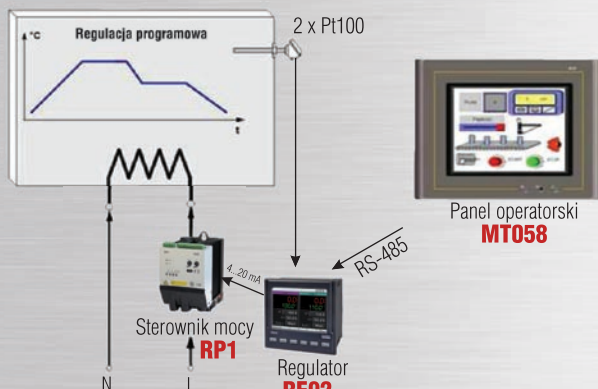 °C
Regulacja programowa
t
2 x Pt100
Panel operatorski
MT058
RS-485
4...20 mA
Sterownik mocy
RP1
Regulator
N
L